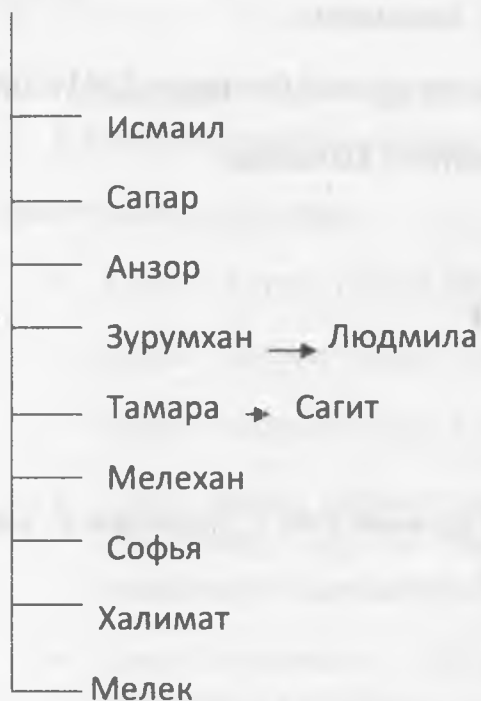 Исмаил
Сапар
Анзор
Зурумхан → Людмила
Тамара → Сагит
Мелехан
Софья
Халимат
Мелек